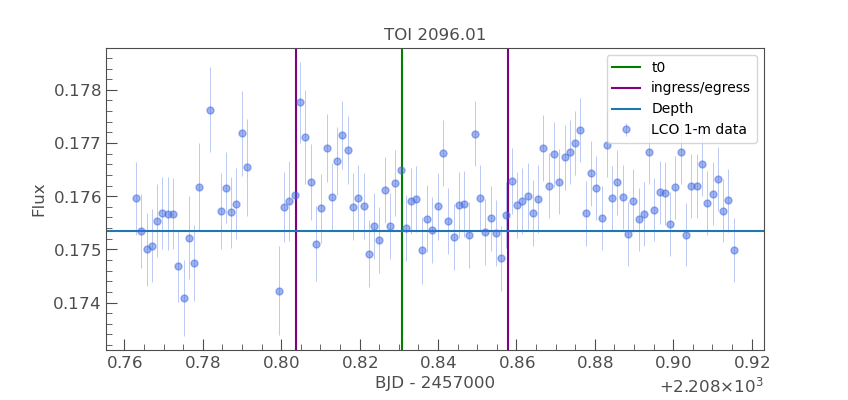 TOI 2096.01
t0
ingress/egress
Depth
LCO 1-m data
Flux
0.178
0.177
0.176
0.175
0.174
0.76 0.78 0.80 0.82 0.84 0.86 0.88 0.90 0.92
BJD - 2457000
+2.208×10³